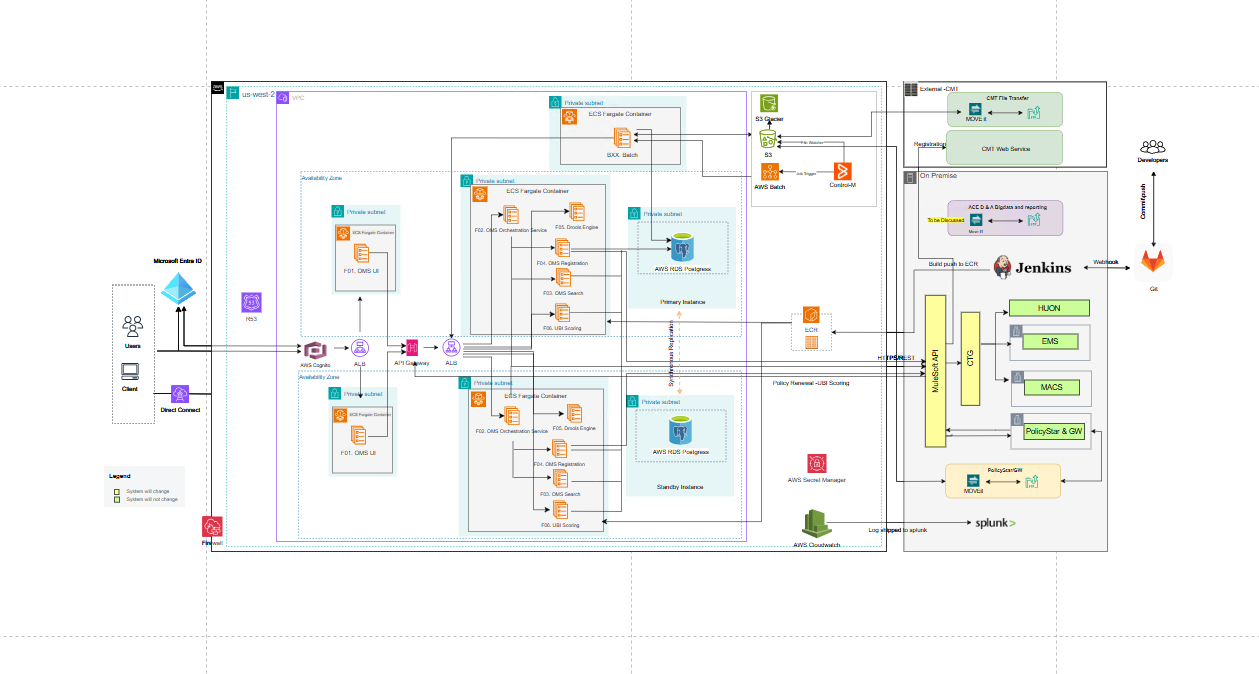 aws
us-west-2
VPC
Private subnet
ECS Fargate Container
BXX. Batch
S3 Glacier
S3
AWS Batch
Job Trigger
Control-M
External -CMT
CMT File Transfer
MOVE it
Registration
CMT Web Service
Developers
Commit/push
On Premise
ACE D & A Bigdata and reporting
To be Discussed
Move It
Build push to ECR
Jenkins
Webhook
Git
Availability Zone
Private subnet
ECS Fargate Container
F01. OMS UI
Private subnet
ECS Fargate Container
F02. OMS Orchestration Service
F05. Drools Engine
F04. OMS Registration
F03. OMS Search
F06. UBI Scoring
Private subnet
AWS RDS Postgress
Primary Instance
Synchronous Replication
Microsoft Entra ID
Users
Client
Direct Connect
R53
AWS Cognito
ALB
API Gateway
ALB
ECR
HTTPS/REST
Policy Renewal -UBI Scoring
MuleSoft API
CTG
HUON
EMS
MACS
PolicyStar & GW
PolicyStar/GW
MOVEit
Availability Zone
Private subnet
ECS Fargate Container
F01. OMS UI
Private subnet
ECS Fargate Container
F02. OMS Orchestration Service
F05. Drools Engine
F04. OMS Registration
F03. OMS Search
F06. UBI Scoring
Private subnet
AWS RDS Postgress
Standby Instance
AWS Secret Manager
AWS Cloudwatch
Log shipped to splunk
splunk>
Legend
System will change
System will not change
Firewall